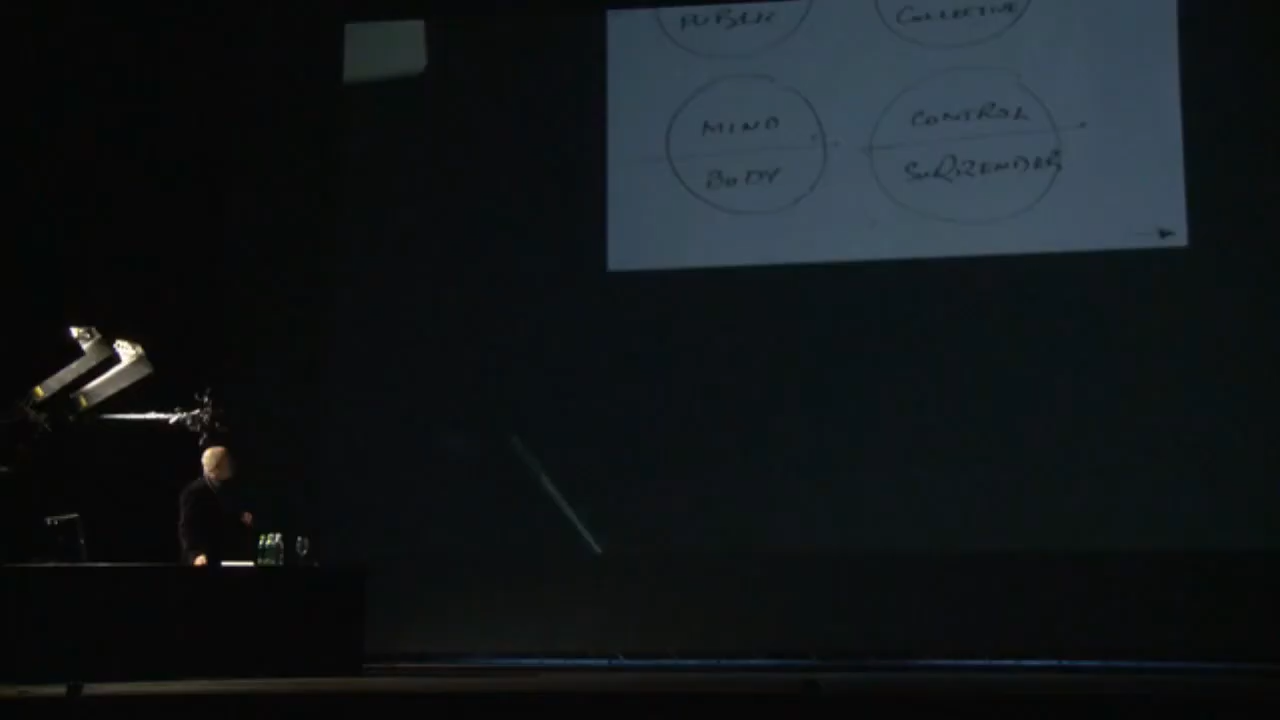 PUBLIC
COLLECTIVE
MIND
BODY
CONTROL
SURRENDER